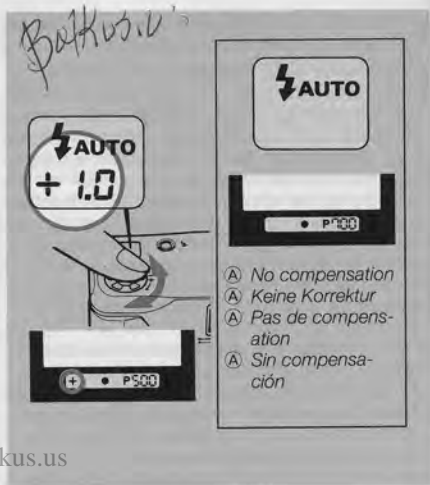 Butkus.us
AUTO
+ 1.0
+ ● P500
AUTO
● P700
Ⓐ No compensation
Ⓐ Keine Korrektur
Ⓐ Pas de compens-
ation
Ⓐ Sin compensa-
ción
kus.us